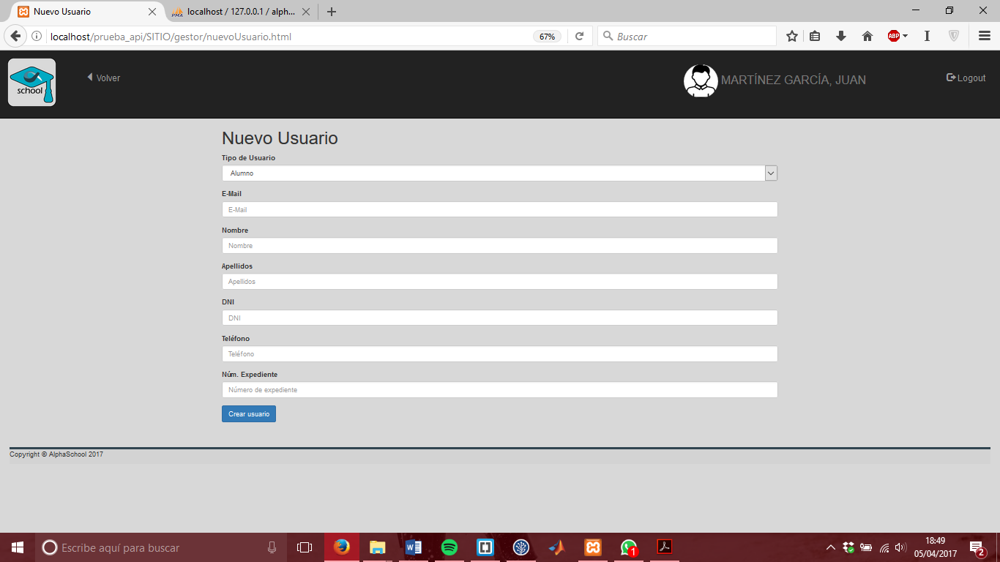 Nuevo Usuario
localhost / 127.0.0.1 / alph...
localhost/prueba_api/SITIO/gestor/nuevoUsuario.html
67%
Buscar
ABP
school
Volver
MARTÍNEZ GARCÍA, JUAN
Logout
Nuevo Usuario
Tipo de Usuario
Alumno
E-Mail
E-Mail
Nombre
Nombre
Apellidos
Apellidos
DNI
DNI
Teléfono
Teléfono
Núm. Expediente
Número de expediente
Crear usuario
Copyright © AlphaSchool 2017
Escribe aquí para buscar
1
18:49
05/04/2017
2